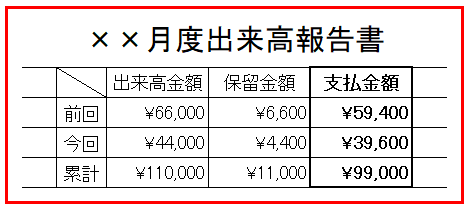 ××月度出来高報告書
出来高金額 保留金額 支払金額
前回 ¥66,000 ¥6,600 ¥59,400
今回 ¥44,000 ¥4,400 ¥39,600
累計 ¥110,000 ¥11,000 ¥99,000